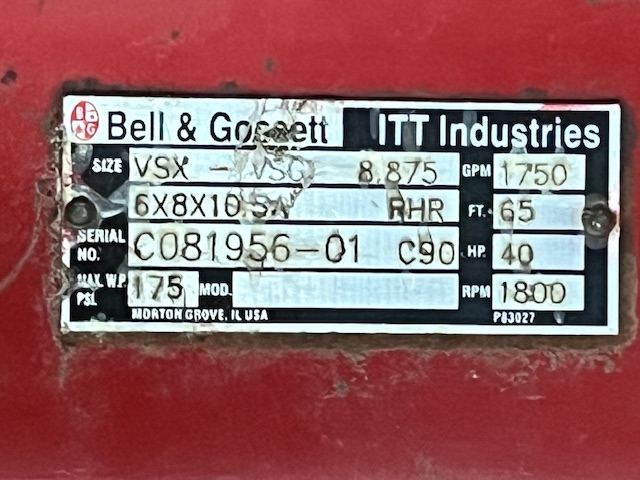 B&G Bell & Gossett ITT Industries
SIZE VSX - VSC 8.875 GPM 1750
6X8X10.5A RHR FT. 65
SERIAL NO. C081956-01 C90 HP. 40
MAX. W.P. PSI. 175 MOD. RPM 1800
MORTON GROVE, IL USA P83027